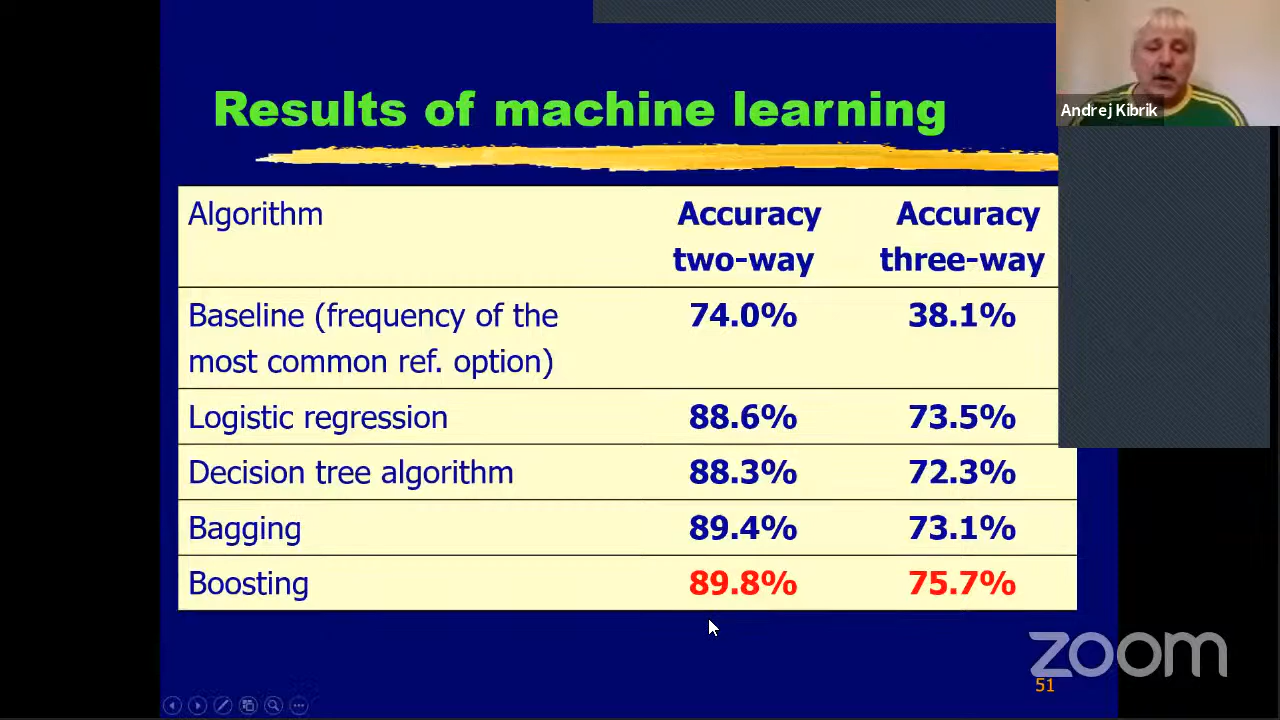 Results of machine learning
Andrej Kibrik
Algorithm
Accuracy
two-way
Accuracy
three-way
Baseline (frequency of the
most common ref. option)
74.0%
38.1%
Logistic regression
88.6%
73.5%
Decision tree algorithm
88.3%
72.3%
Bagging
89.4%
73.1%
Boosting
89.8%
75.7%
zoom
51